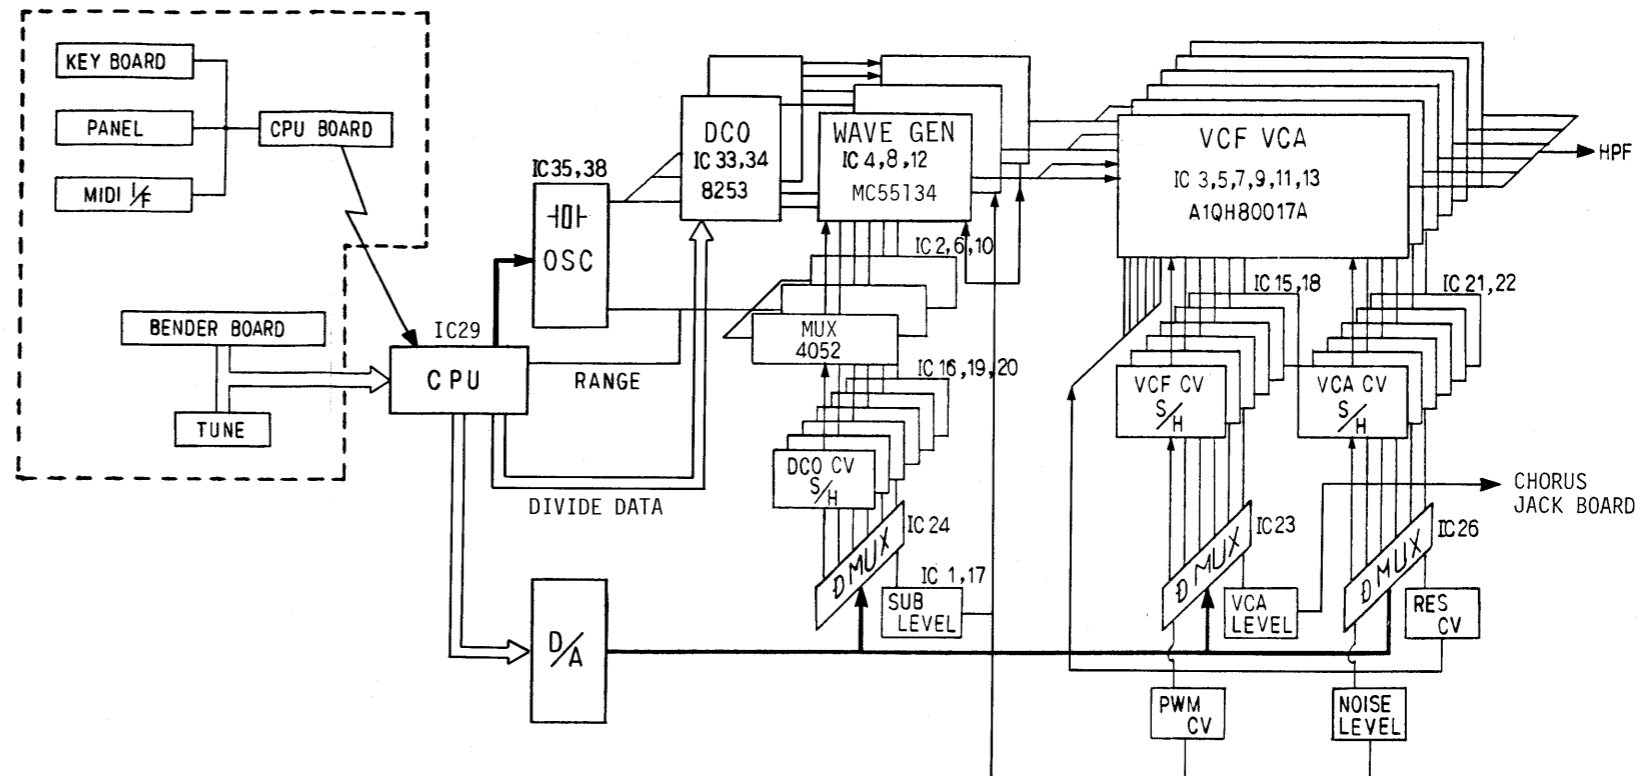 KEY BOARD
PANEL
MIDI I/F
CPU BOARD
BENDER BOARD
TUNE
IC29
CPU
RANGE
DIVIDE DATA
D/A
IC35,38
OSC
DCO
IC 33,34
8253
WAVE GEN
IC 4,8,12
MC55134
IC 2,6,10
MUX
4052
IC 16,19,20
DCO CV
S/H
IC24
DMUX
IC 1,17
SUB
LEVEL
VCF VCA
IC 3,5,7,9,11,13
A1QH80017A
HPF
IC 15,18
VCF CV
S/H
IC 21,22
VCA CV
S/H
CHORUS
JACK BOARD
IC23
DMUX
VCA
LEVEL
IC26
DMUX
RES
CV
PWM
CV
NOISE
LEVEL